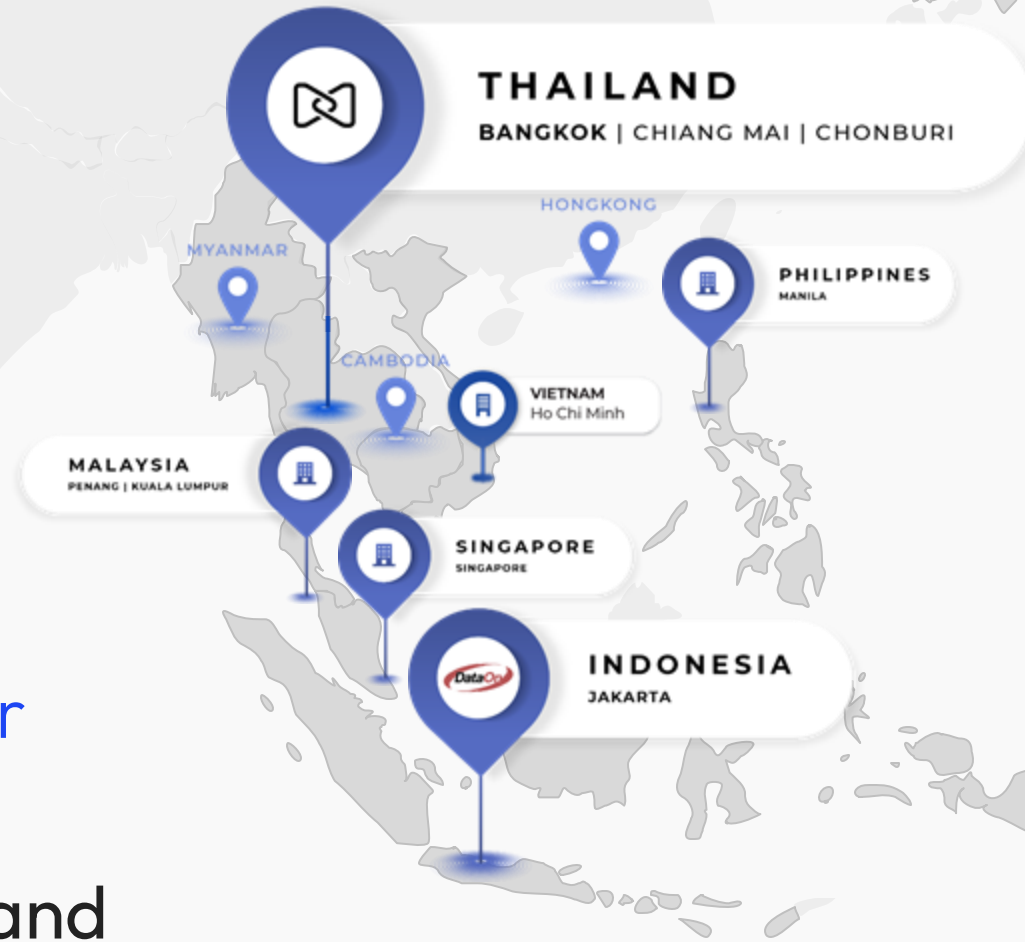 THAILAND
BANGKOK | CHIANG MAI | CHONBURI
HONGKONG
MYANMAR
PHILIPPINES
MANILA
CAMBODIA
VIETNAM
Ho Chi Minh
MALAYSIA
PENANG | KUALA LUMPUR
SINGAPORE
SINGAPORE
INDONESIA
JAKARTA
DataOn
r
and